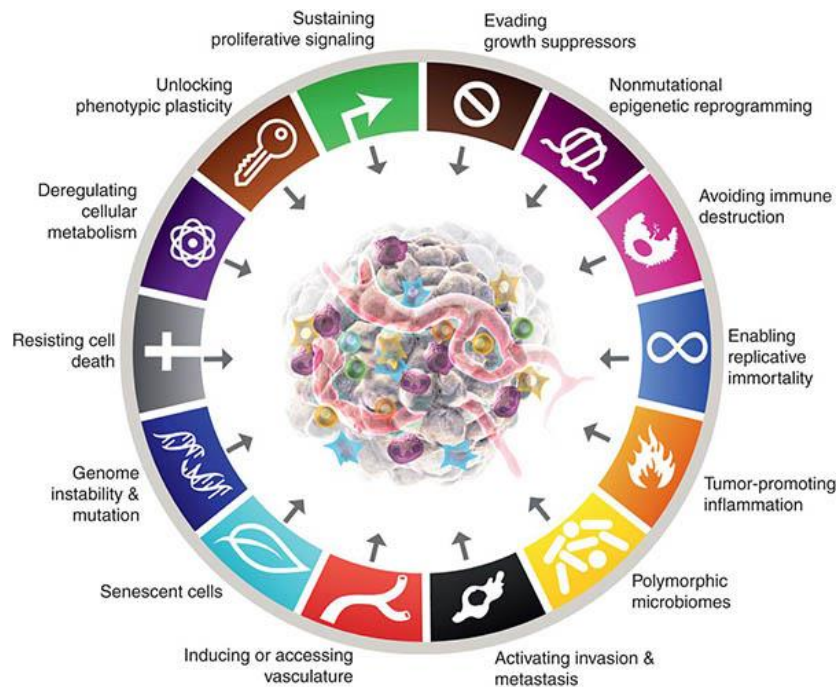 Sustaining
proliferative signaling
Evading
growth suppressors
Nonmutational
epigenetic reprogramming
Avoiding immune
destruction
Enabling
replicative
immortality
Tumor-promoting
inflammation
Polymorphic
microbiomes
Activating invasion &
metastasis
Inducing or accessing
vasculature
Senescent cells
Genome
instability &
mutation
Resisting cell
death
Deregulating
cellular
metabolism
Unlocking
phenotypic plasticity